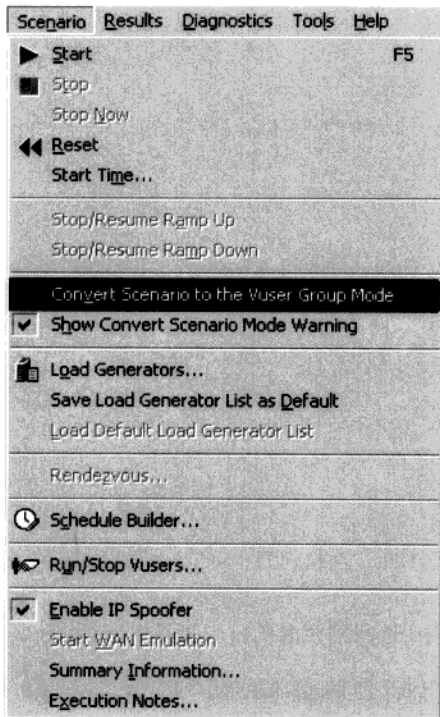 Scenario Results Diagnostics Tools Help
Start F5
Stop
Stop Now
Reset
Start Time...
Stop/Resume Ramp Up
Stop/Resume Ramp Down
Convert Scenario to the Vuser Group Mode
Show Convert Scenario Mode Warning
Load Generators...
Save Load Generator List as Default
Load Default Load Generator List
Rendezvous...
Schedule Builder...
Run/Stop Vusers...
Enable IP Spoofer
Start WAN Emulation
Summary Information...
Execution Notes...